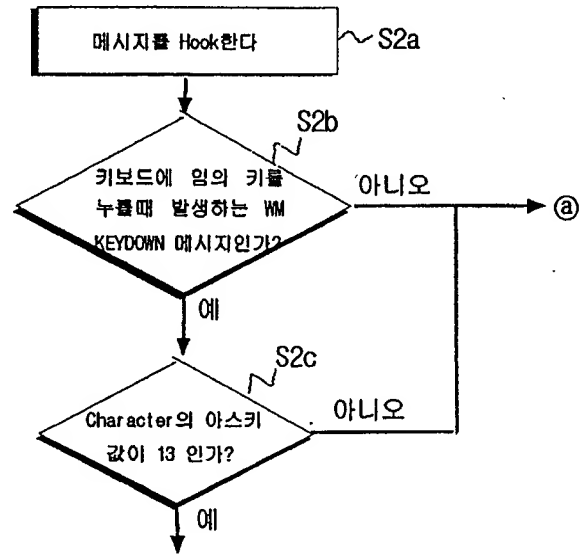 메시지를 Hook한다
S2a
S2b
키보드에 임의 키를
누를때 발생하는 WM
KEYDOWN 메시지인가?
아니오
ⓐ
예
S2c
Character의 아스키
값이 13 인가?
아니오
예